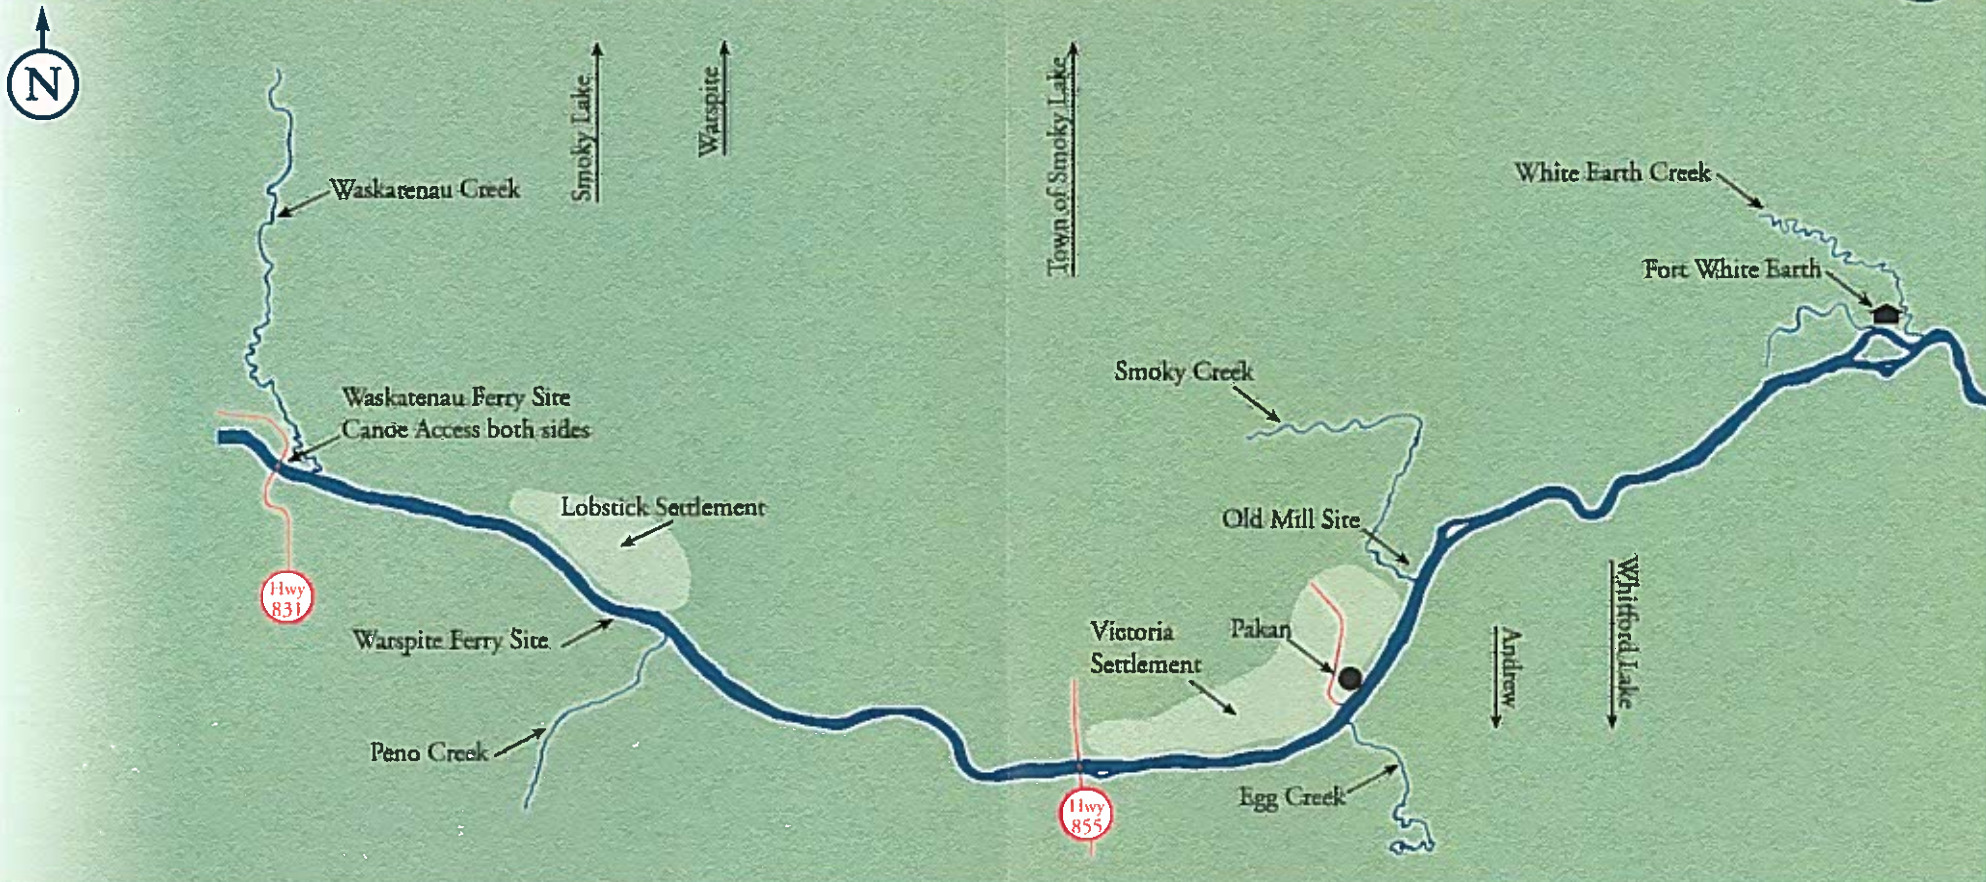 N
Smoky Lake
Warspite
Town of Smoky Lake
Waskatenau Creek
White Earth Creek
Fort White Earth
Smoky Creek
Waskatenau Ferry Site
Canoe Access both sides
Lobstick Settlement
Old Mill Site
Hwy
831
Warspite Ferry Site
Victoria
Settlement
Pakan
Andrew
Whitford Lake
Peno Creek
Egg Creek
Hwy
855